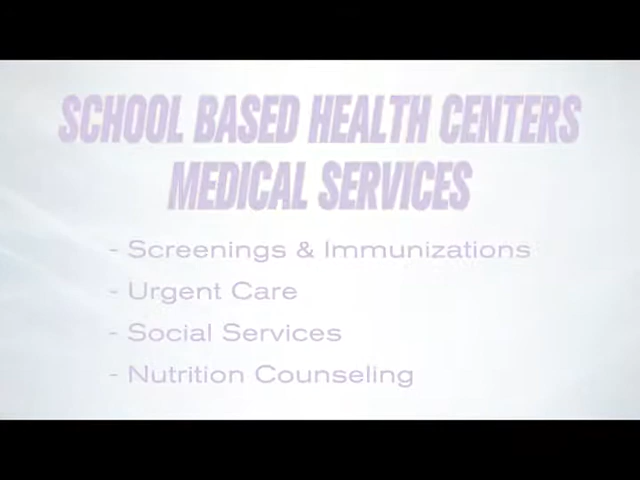 SCHOOL BASED HEALTH CENTERS
MEDICAL SERVICES
- Screenings & Immunizations
- Urgent Care
- Social Services
- Nutrition Counseling